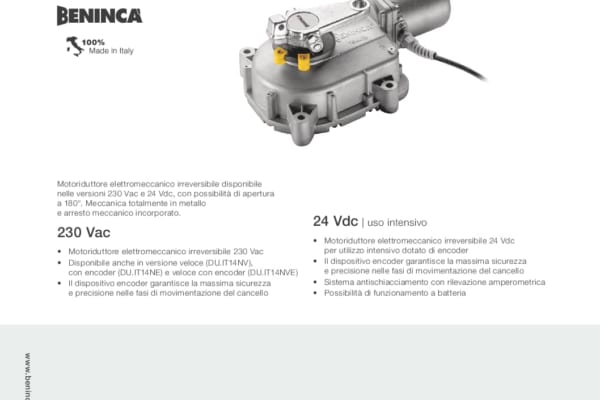 BENINCA
100%
Made in Italy
Motoriduttore elettromeccanico irreversibile disponibile
nelle versioni 230 Vac e 24 Vdc, con possibilità di apertura
a 180°. Meccanica totalmente in metallo
e arresto meccanico incorporato.
230 Vac
• Motoriduttore elettromeccanico irreversibile 230 Vac
• Disponibile anche in versione veloce (DU.IT14NV),
con encoder (DU.IT14NE) e veloce con encoder (DU.IT14NVE)
• Il dispositivo encoder garantisce la massima sicurezza
e precisione nelle fasi di movimentazione del cancello
24 Vdc | uso intensivo
• Motoriduttore elettromeccanico irreversibile 24 Vdc
per utilizzo intensivo dotato di encoder
• Il dispositivo encoder garantisce la massima sicurezza
e precisione nelle fasi di movimentazione del cancello
• Sistema antischiacciamento con rilevazione amperometrica
• Possibilità di funzionamento a batteria
www.beninc